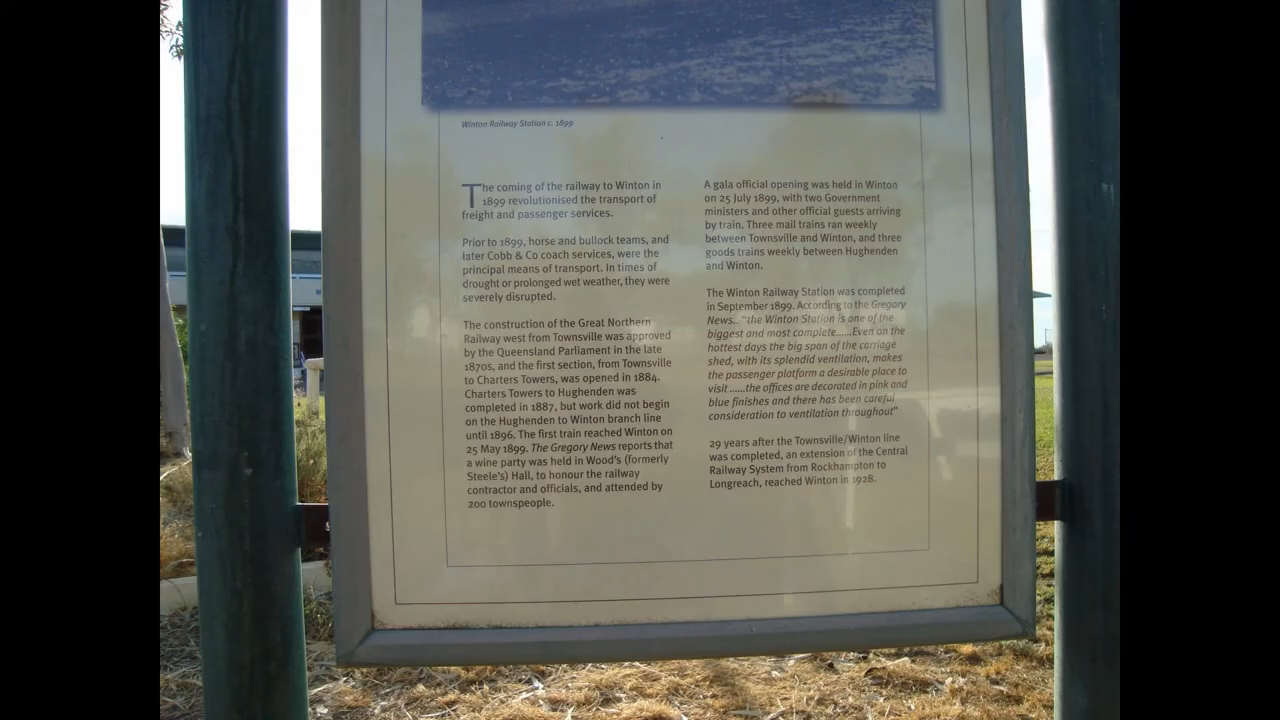 Winton Railway Station c. 1899
The coming of the railway to Winton in
1899 revolutionised the transport of
freight and passenger services.
Prior to 1899, horse and bullock teams, and
later Cobb & Co coach services, were the
principal means of transport. In times of
drought or prolonged wet weather, they were
severely disrupted.
The construction of the Great Northern
Railway west from Townsville was approved
by the Queensland Parliament in the late
1870s, and the first section, from Townsville
to Charters Towers, was opened in 1884.
Charters Towers to Hughenden was
completed in 1887, but work did not begin
on the Hughenden to Winton branch line
until 1896. The first train reached Winton on
25 May 1899. The Gregory News reports that
a wine party was held in Wood's (formerly
Steele's) Hall, to honour the railway
contractor and officials, and attended by
200 townspeople.
A gala official opening was held in Winton
on 25 July 1899, with two Government
ministers and other official guests arriving
by train. Three mail trains ran weekly
between Townsville and Winton, and three
goods trains weekly between Hughenden
and Winton.
The Winton Railway Station was completed
in September 1899. According to the Gregory
News.. "the Winton Station is one of the
biggest and most complete......Even on the
hottest days the big span of the carriage
shed, with its splendid ventilation, makes
the passenger platform a desirable place to
visit ......the offices are decorated in pink and
blue finishes and there has been careful
consideration to ventilation throughout"
29 years after the Townsville/Winton line
was completed, an extension of the Central
Railway System from Rockhampton to
Longreach, reached Winton in 1928.